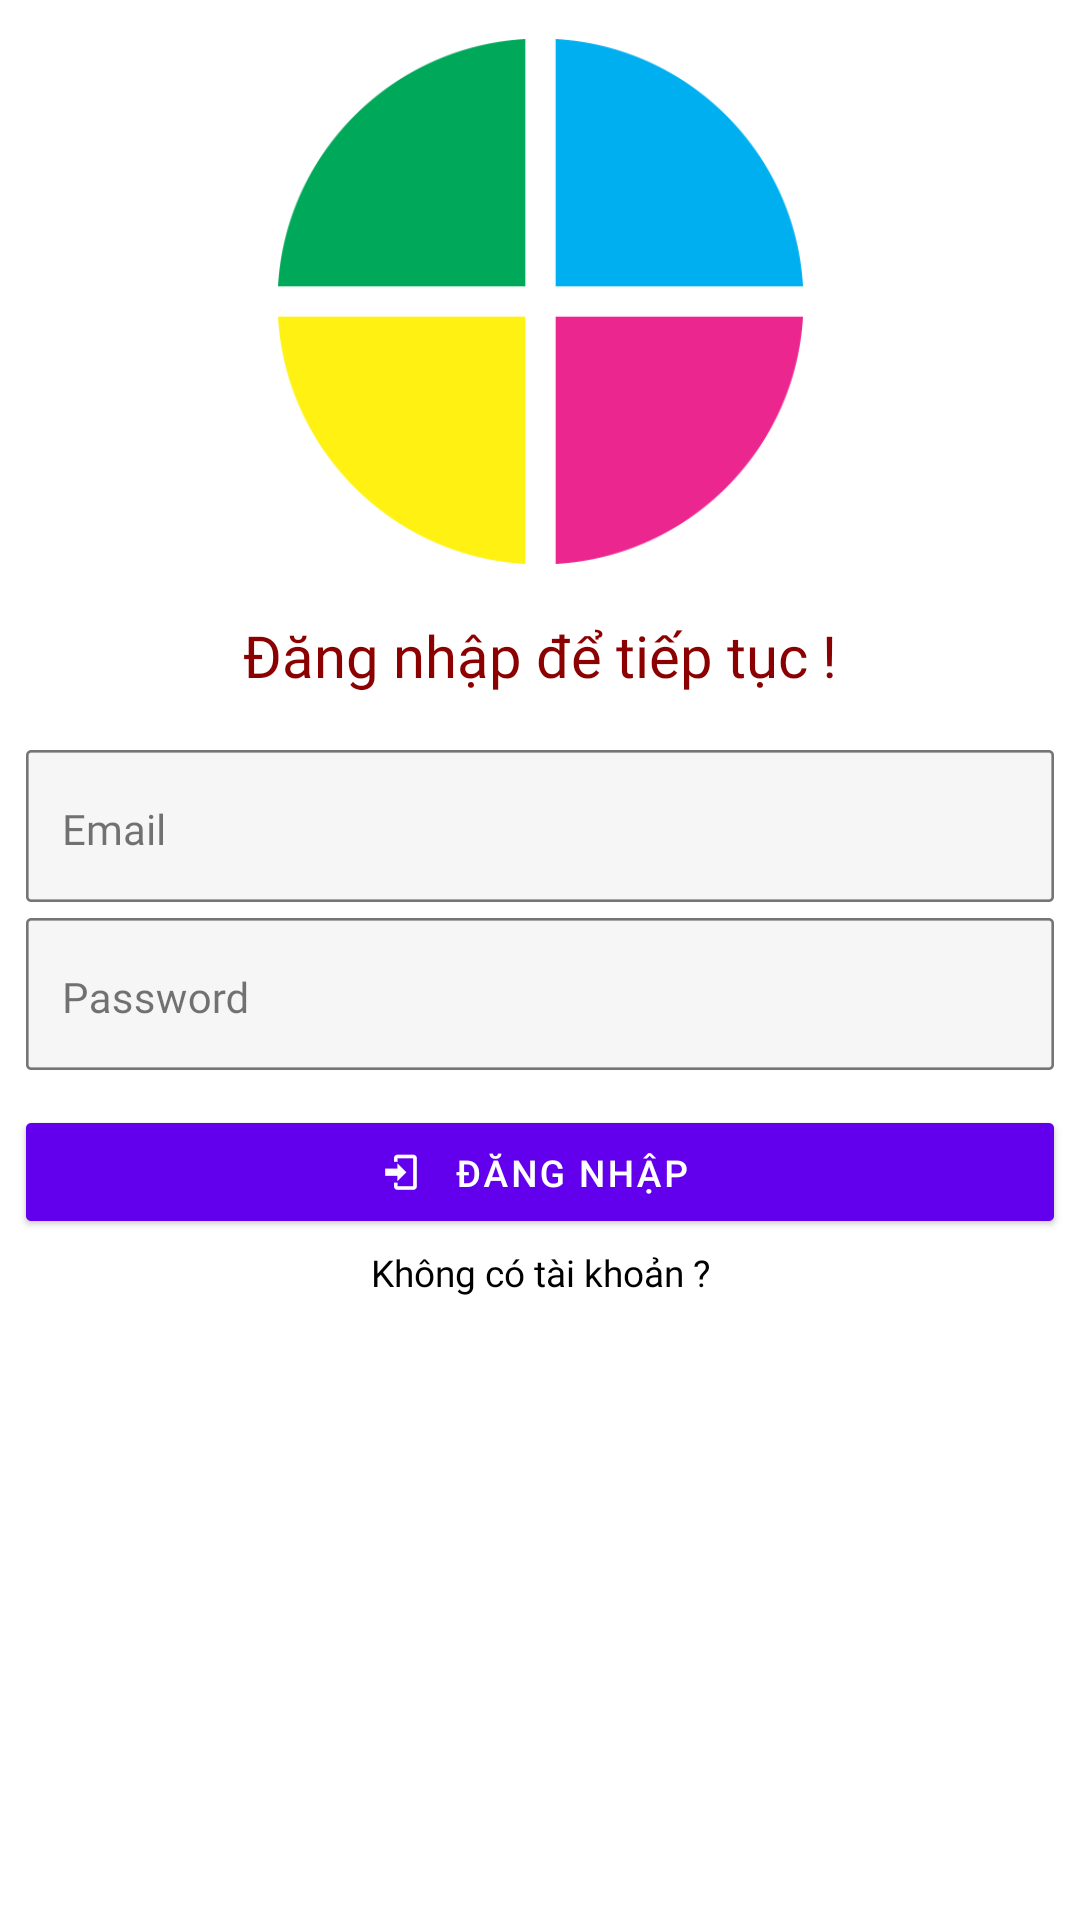 Đăng nhập để tiếp tục !
Email
Password
ĐĂNG NHẬP
Không có tài khoản ?